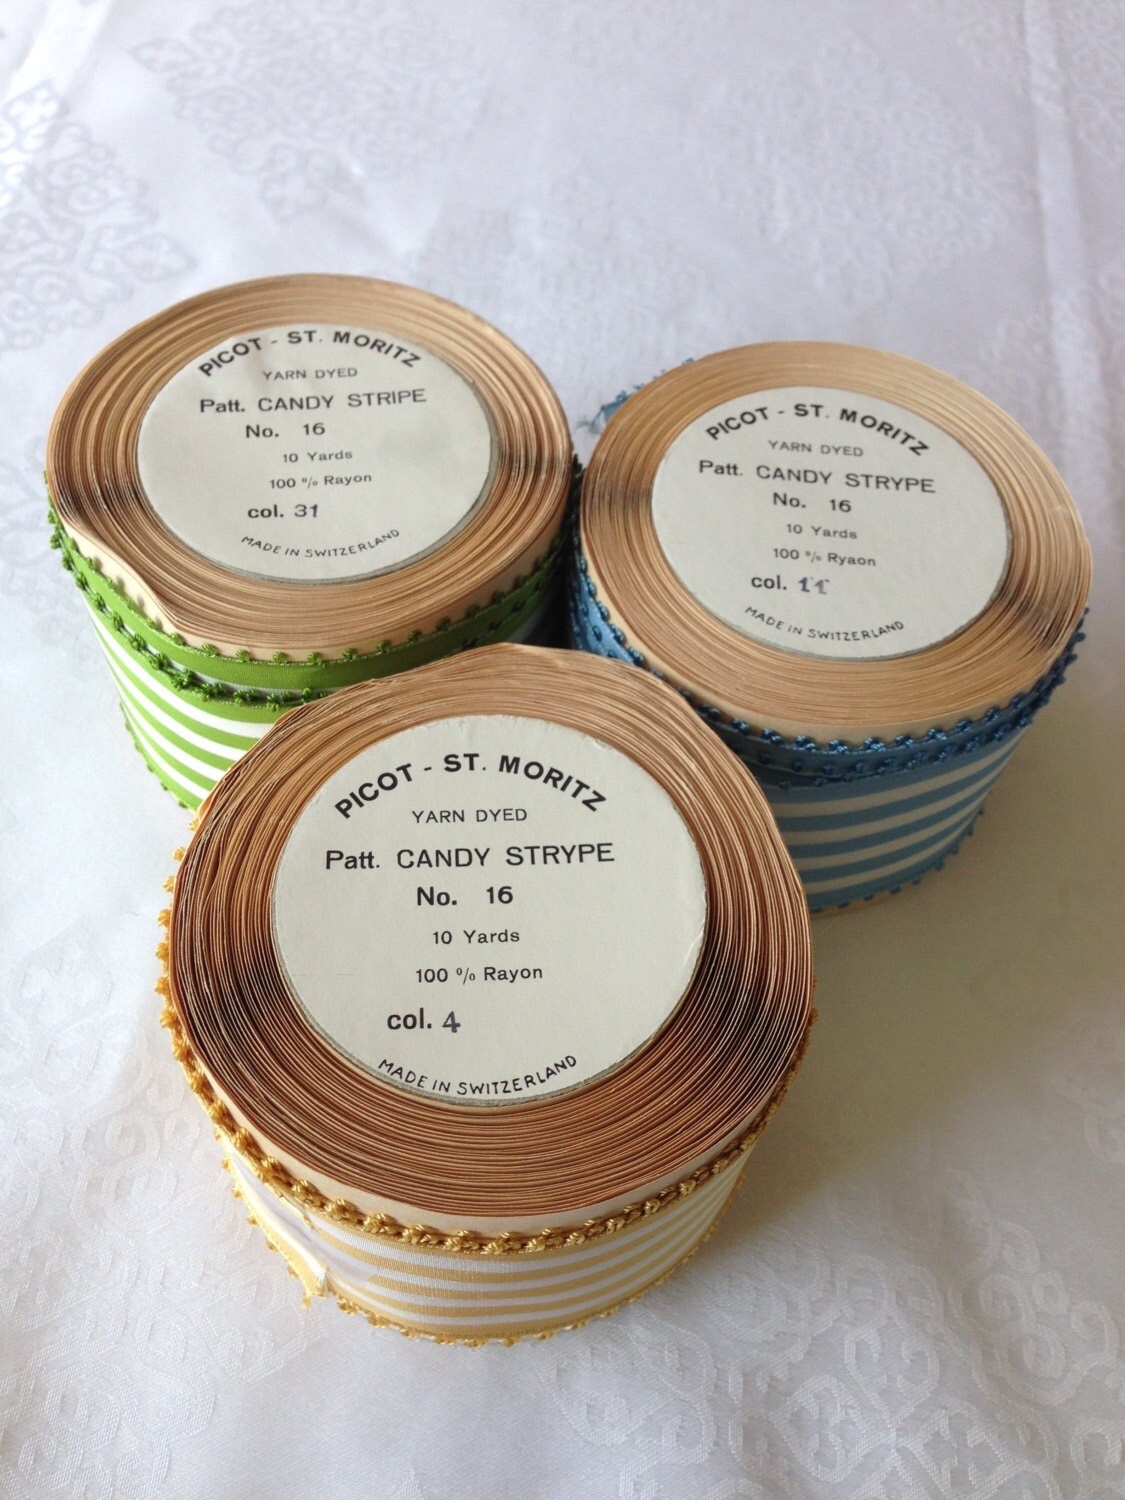 PICOT - ST. MORITZ
YARN DYED
Patt. CANDY STRIPE
No. 16
10 Yards
100 % Rayon
col. 31
MADE IN SWITZERLAND
PICOT - ST. MORITZ
YARN DYED
Patt. CANDY STRYPE
No. 16
10 Yards
100 % Ryaon
col. 11
MADE IN SWITZERLAND
PICOT - ST. MORITZ
YARN DYED
Patt. CANDY STRYPE
No. 16
10 Yards
100 % Rayon
col. 4
MADE IN SWITZERLAND